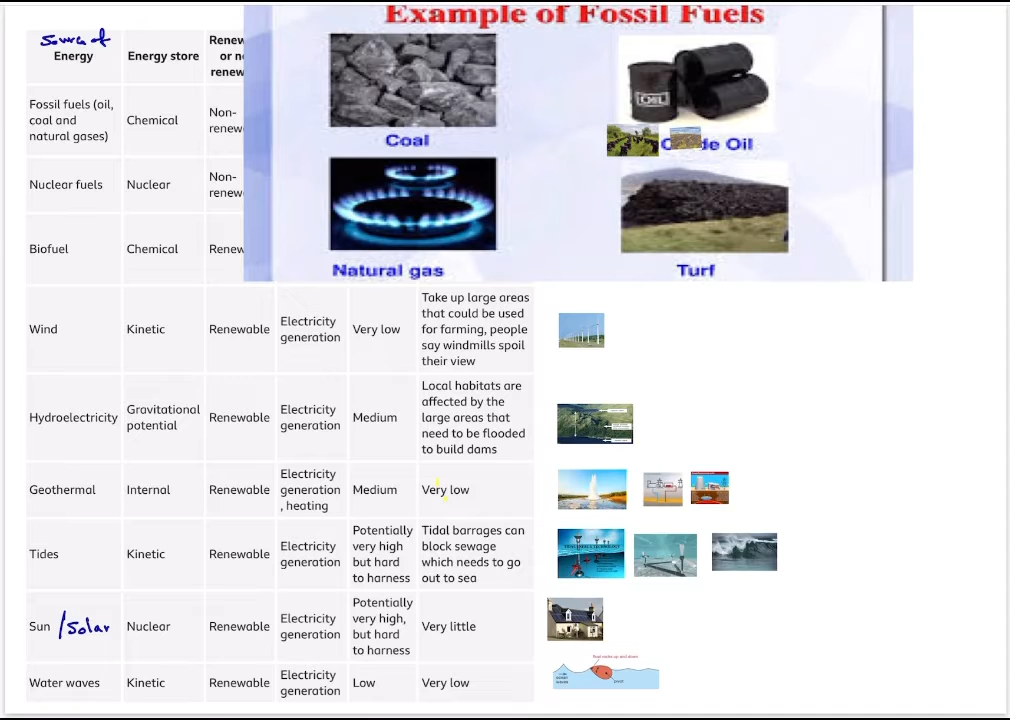 Example of Fossil Fuels
Source of
Energy
Energy store
Renew
or n
renew
OIL
Coal
de Oil
Natural gas
Turf
Fossil fuels (oil,
coal and
natural gases)
Chemical
Non-
renew
Nuclear fuels
Nuclear
Non-
renew
Biofuel
Chemical
Renew
Wind
Kinetic
Renewable
Electricity
generation
Very low
Take up large areas
that could be used
for farming, people
say windmills spoil
their view
Hydroelectricity
Gravitational
potential
Renewable
Electricity
generation
Medium
Local habitats are
affected by the
large areas that
need to be flooded
to build dams
Geothermal
Internal
Renewable
Electricity
generation
, heating
Medium
Very low
Tides
Kinetic
Renewable
Electricity
generation
Potentially
very high
but hard
to harness
Tidal barrages can
block sewage
which needs to go
out to sea
Sun /Solar
Nuclear
Renewable
Electricity
generation
Potentially
very high,
but hard
to harness
Very little
Water waves
Kinetic
Renewable
Electricity
generation
Low
Very low